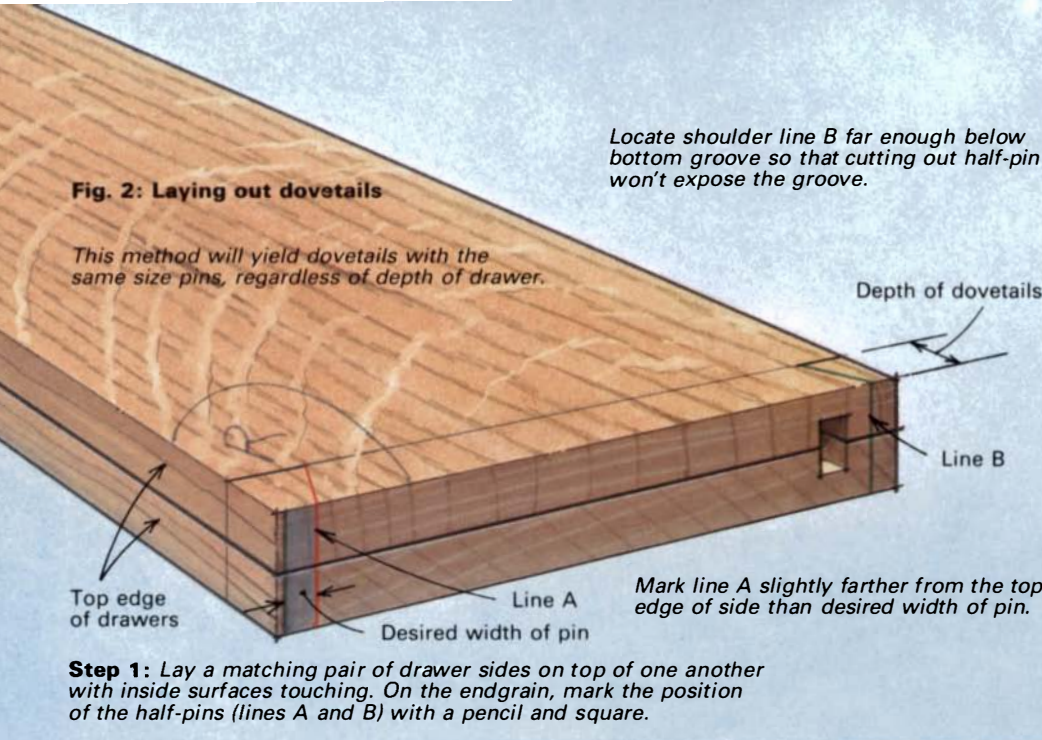 Locate shoulder line B far enough below
bottom groove so that cutting out half-pin
won't expose the groove.
Fig. 2: Laying out dovetails
This method will yield dovetails with the
same size pins, regardless of depth of drawer.
Depth of dovetails
R
Line B
Top edge
of drawers
Line A
Desired width of pin
Mark line A slightly farther from the top
edge of side than desired width of pin.
Step 1: Lay a matching pair of drawer sides on top of one another
with inside surfaces touching. On the endgrain, mark the position
of the half-pins (lines A and B) with a pencil and square.